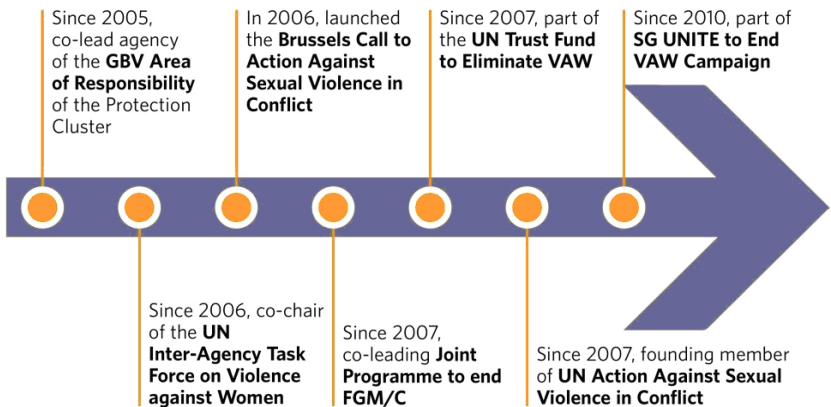 Since 2005,
co-lead agency
of the GBV Area
of Responsibility
of the Protection
Cluster
In 2006, launched
the Brussels Call to
Action Against
Sexual Violence in
Conflict
Since 2007, part of
the UN Trust Fund
to Eliminate VAW
Since 2010, part of
SG UNITE to End
VAW Campaign
Since 2006, co-chair
of the UN
Inter-Agency Task
Force on Violence
against Women
Since 2007,
co-leading Joint
Programme to end
FGM/C
Since 2007, founding member
of UN Action Against Sexual
Violence in Conflict